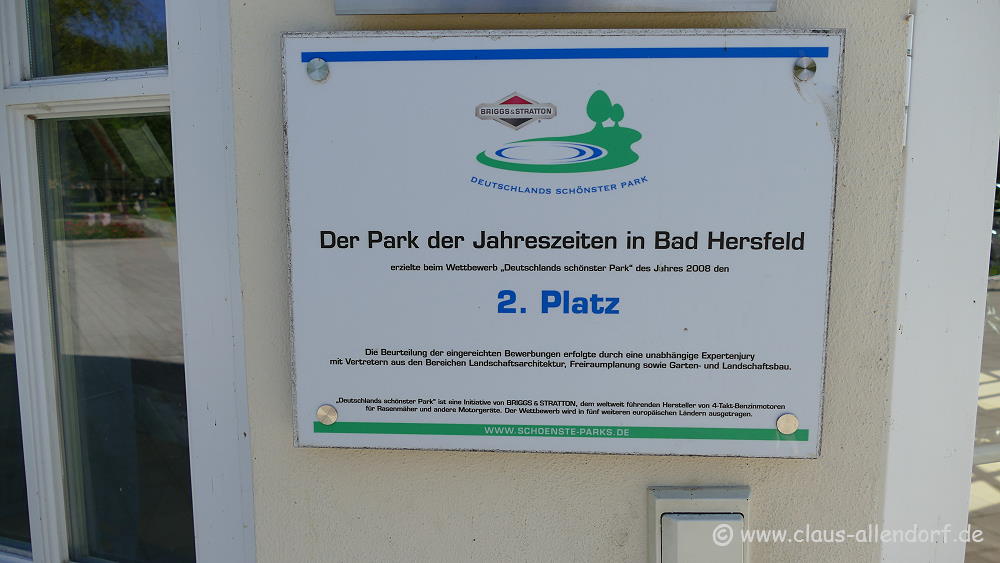 BRIGGS & STRATTON
DEUTSCHLANDS SCHÖNSTER PARK
Der Park der Jahreszeiten in Bad Hersfeld
erzielte beim Wettbewerb „Deutschlands schönster Park“ des Jahres 2008 den
2. Platz
Die Beurteilung der eingereichten Bewerbungen erfolgte durch eine unabhängige Expertenjury
mit Vertretern aus den Bereichen Landschaftsarchitektur, Freiraumplanung sowie Garten- und Landschaftsbau.
„Deutschlands schönster Park“ ist eine Initiative von BRIGGS & STRATTON, dem weltweit führenden Hersteller von 4-Takt-Benzinmotoren
für Rasenmäher und andere Motorgeräte. Der Wettbewerb wird in fünf weiteren europäischen Ländern ausgetragen.
WWW.SCHOENSTE-PARKS.DE
© www.claus-allendorf.de